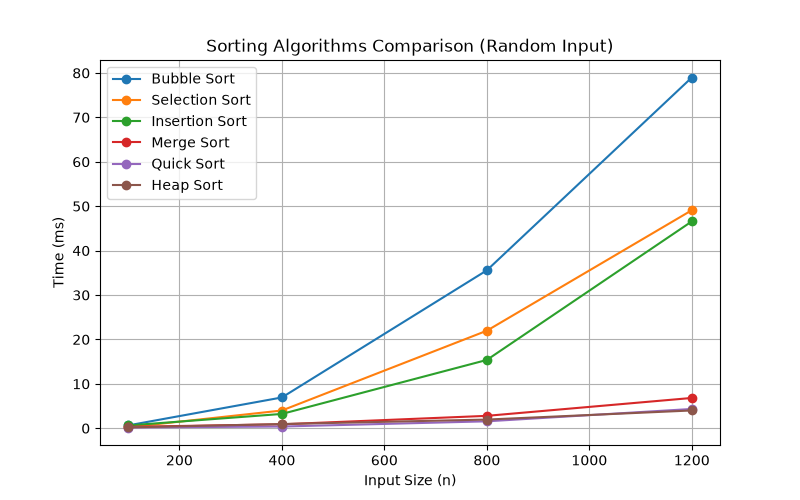 Sorting Algorithms Comparison (Random Input)
Bubble Sort
Selection Sort
Insertion Sort
Merge Sort
Quick Sort
Heap Sort
Time (ms)
80
70
60
50
40
30
20
10
0
200
400
600
800
1000
1200
Input Size (n)